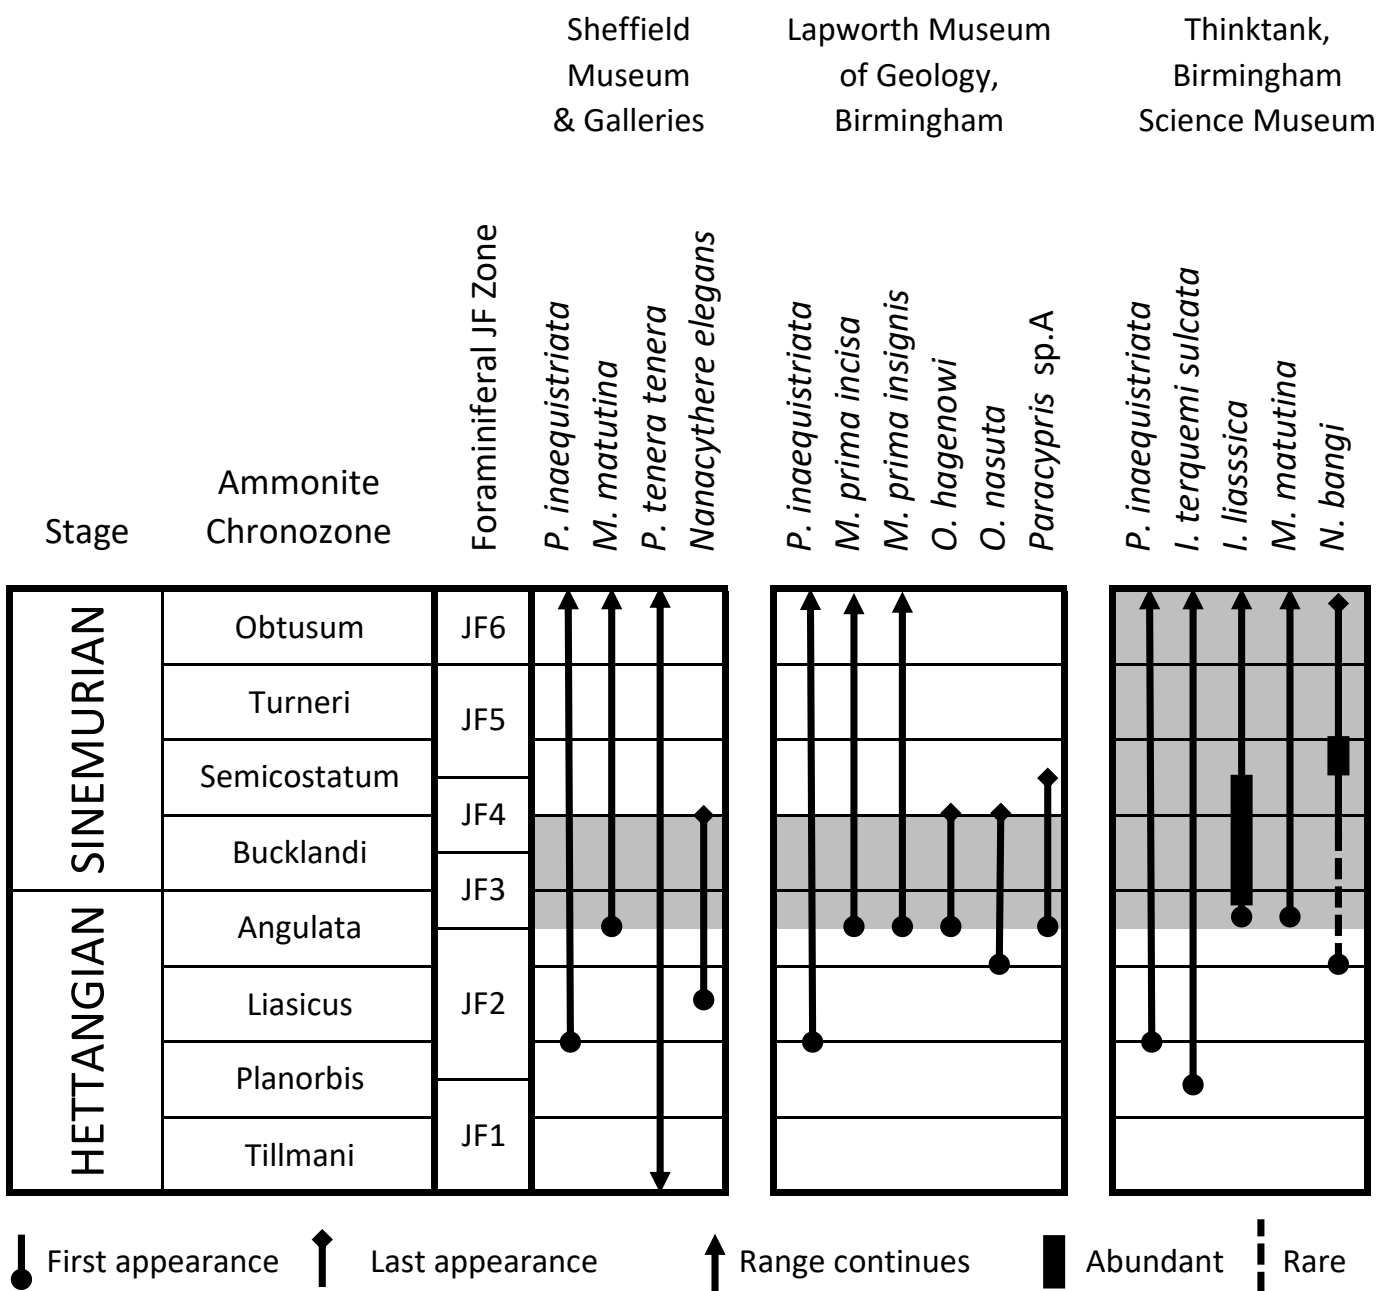 Sheffield
Museum
& Galleries
Lapworth Museum
of Geology,
Birmingham
Thinktank,
Birmingham
Science Museum
Stage
Ammonite
Chronozone
Foraminiferal JF Zone
P. inaequistriata
M. matutina
P. tenera tenera
Nanacythere elegans
P. inaequistriata
M. prima incisa
M. prima insignis
O. hagenowi
O. nasuta
Paracypris sp.A
P. inaequistriata
I. terquemi sulcata
I. liasssica
M. matutina
N. bangi
SINEMURIAN
HETTANGIAN
Obtusum
Turneri
Semicostatum
Bucklandi
Angulata
Liasicus
Planorbis
Tillmani
JF6
JF5
JF4
JF3
JF2
JF1
First appearance
Last appearance
Range continues
Abundant
Rare